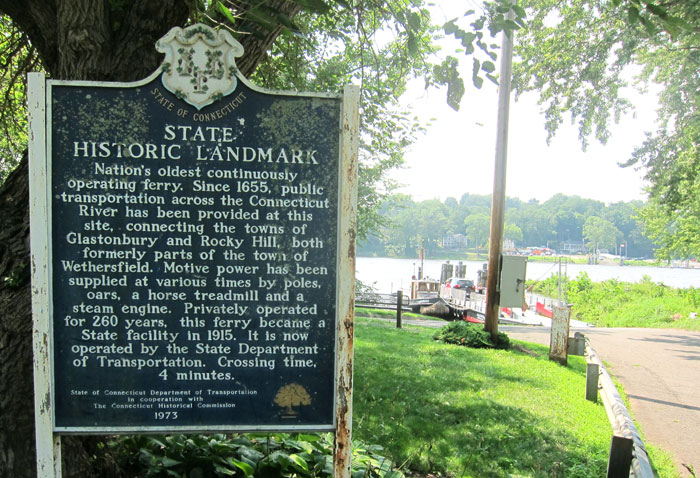 STATE OF CONNECTICUT
STATE
HISTORIC LANDMARK
Nation's oldest continuously
operating ferry. Since 1655, public
transportation across the Connecticut
River has been provided at this
site, connecting the towns of
Glastonbury and Rocky Hill, both
formerly parts of the town of
Wethersfield. Motive power has been
supplied at various times by poles,
oars, a horse treadmill and a
steam engine. Privately operated
for 260 years, this ferry became a
State facility in 1915. It is now
operated by the State Department
of Transportation. Crossing time,
4 minutes.
State of Connecticut Department of Transportation
in cooperation with
The Connecticut Historical Commission
1973